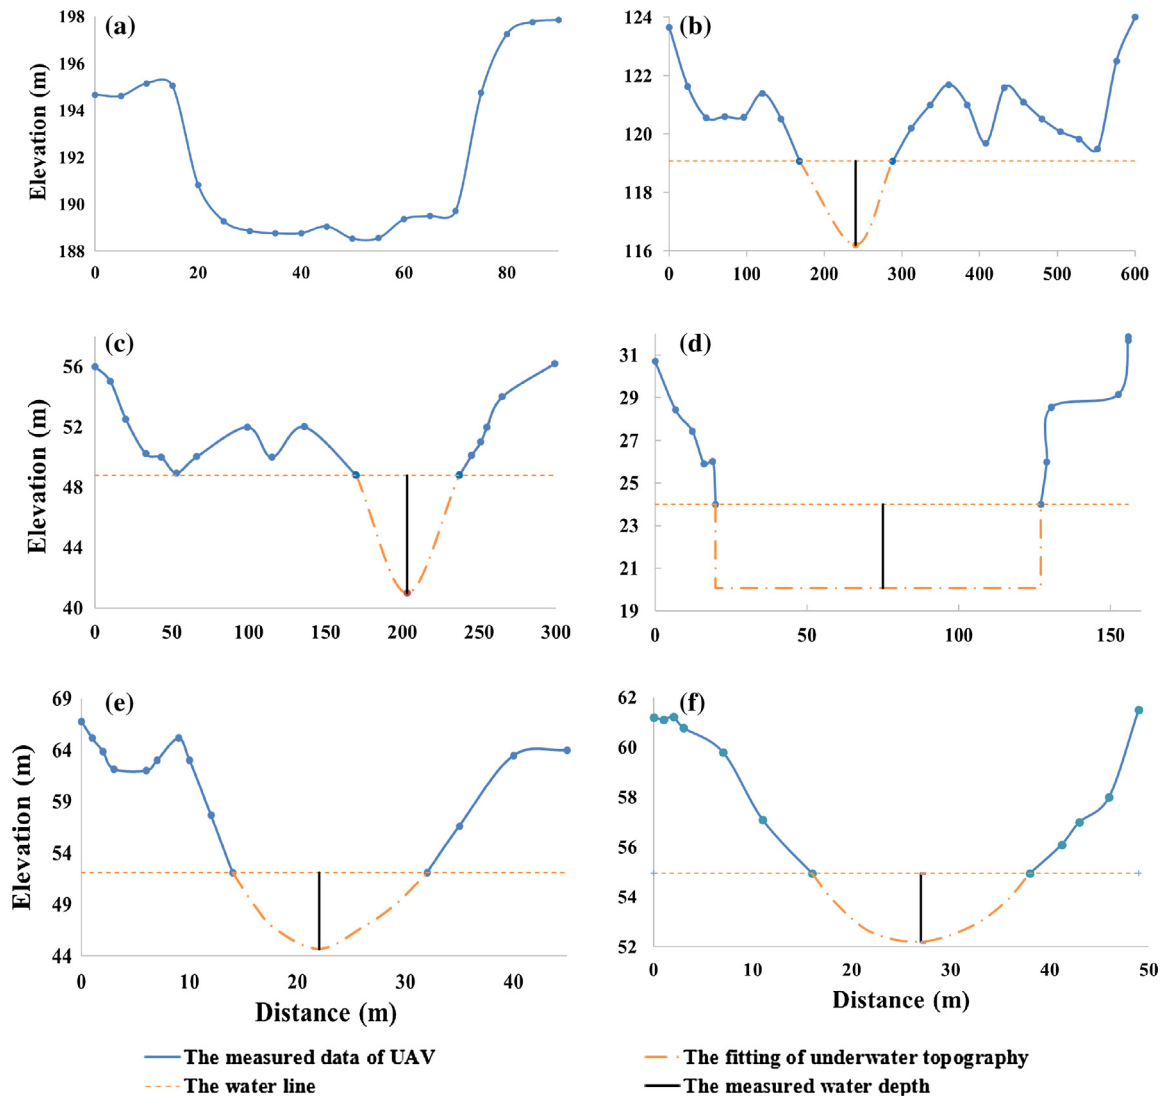 (a)
Elevation (m)
198
196
194
192
190
188
0 20 40 60 80
(b)
124
122
120
118
116
0 100 200 300 400 500 600
(c)
Elevation (m)
56
52
48
44
40
0 50 100 150 200 250 300
(d)
31
29
27
25
23
21
19
0 50 100 150
(e)
Elevation (m)
69
64
59
54
49
44
0 10 20 30 40
Distance (m)
(f)
62
60
58
56
54
52
0 10 20 30 40 50
Distance (m)
The measured data of UAV
The fitting of underwater topography
The water line
The measured water depth